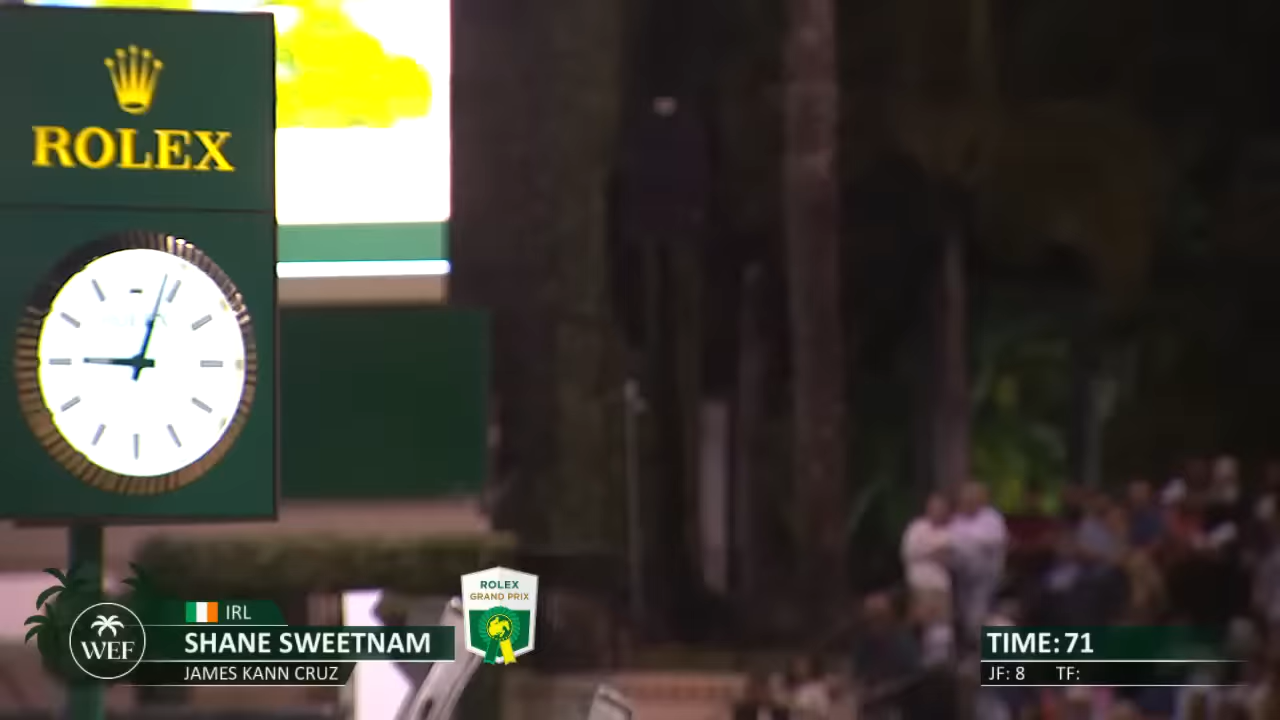 ROLEX
ROLEX
GRAND PRIX
IRL
SHANE SWEETNAM
JAMES KANN CRUZ
WEF
TIME: 71
JF: 8 TF: